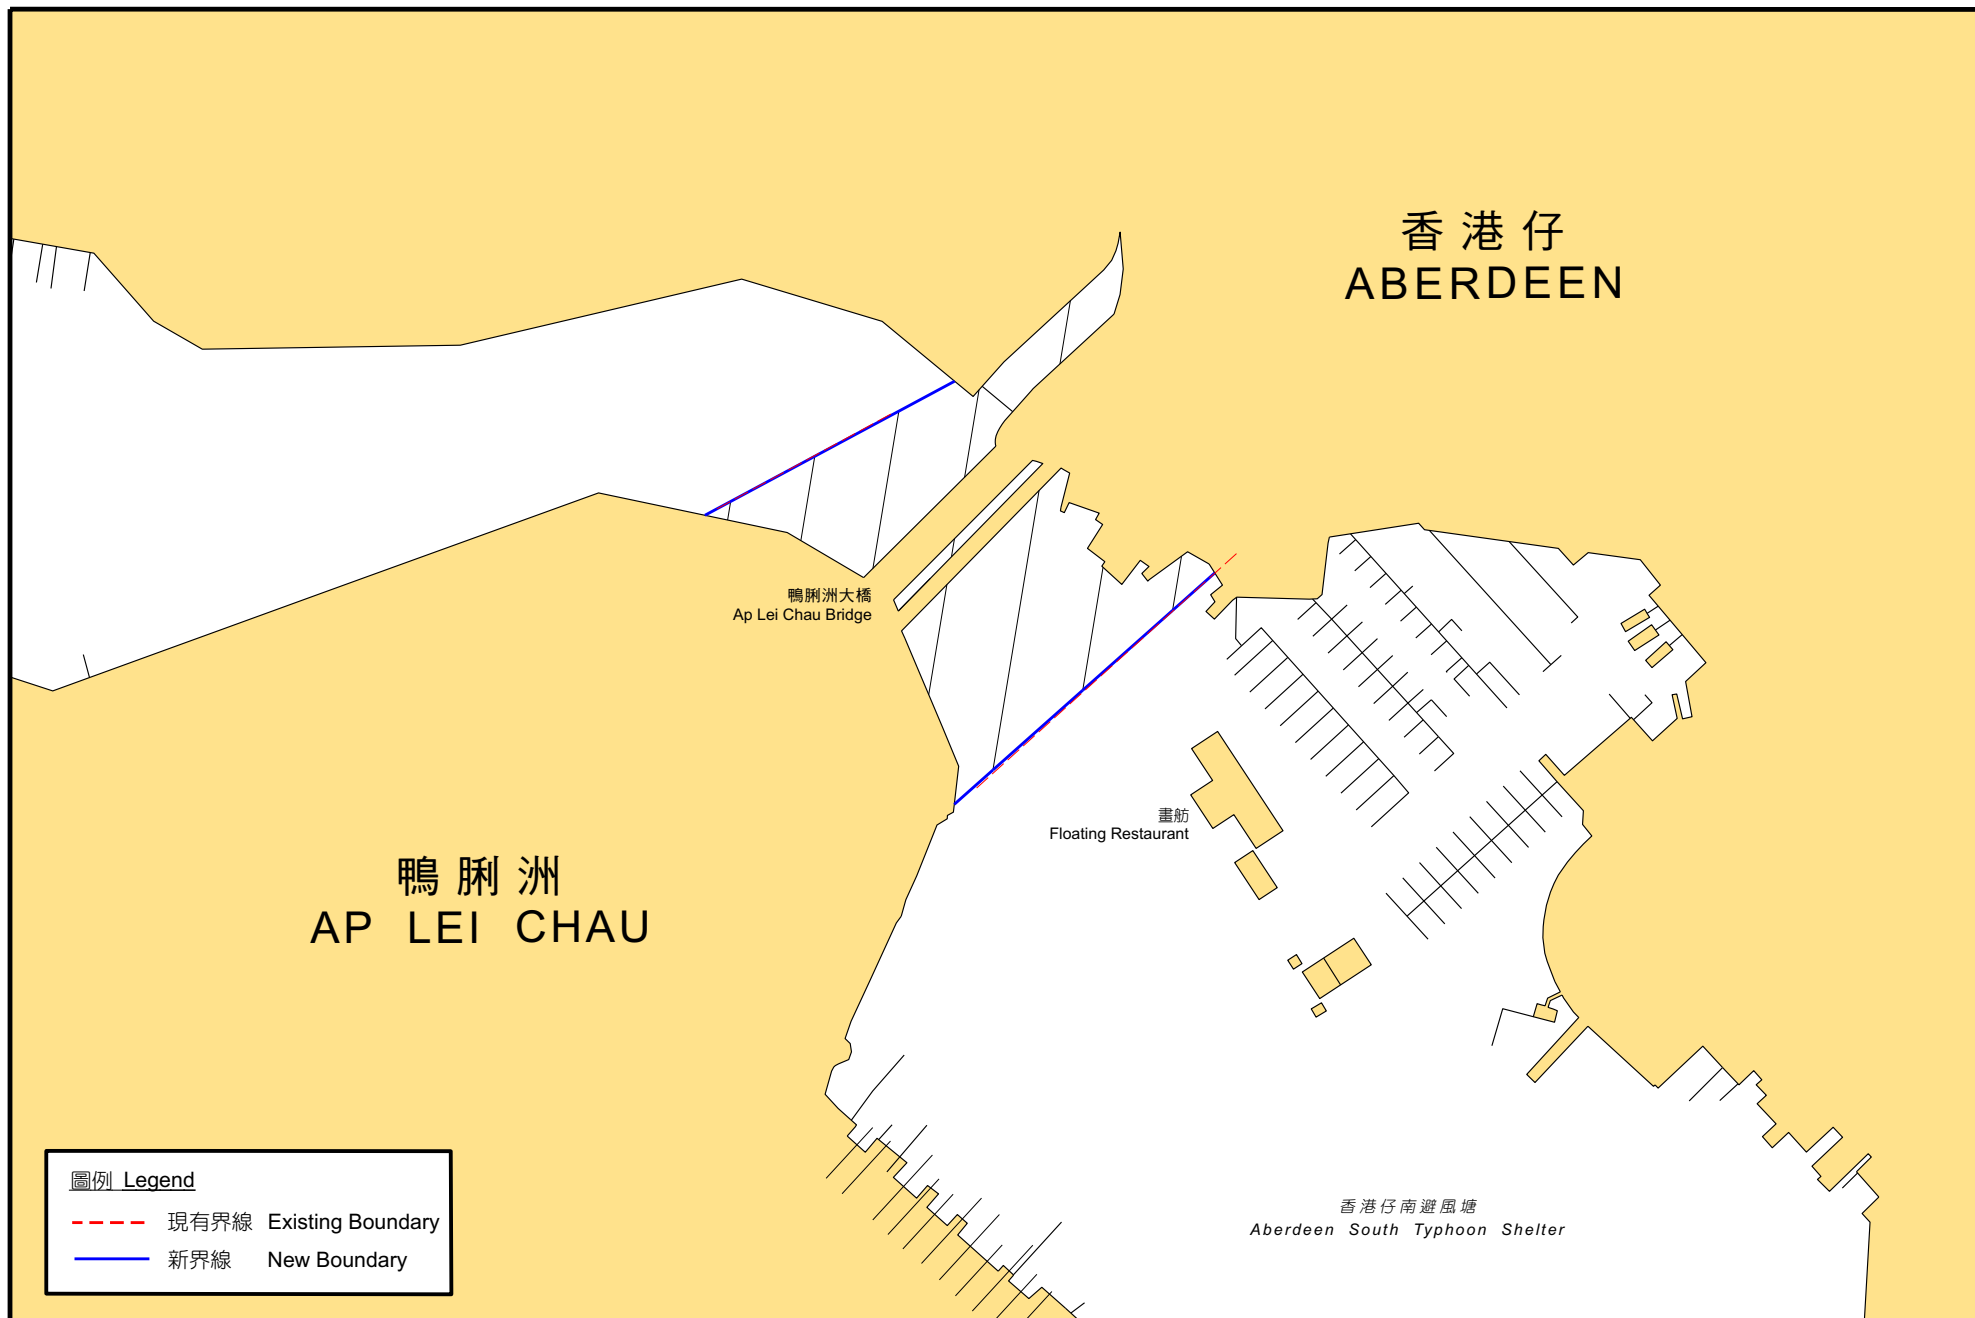 香港仔
ABERDEEN
鴨脷洲大橋
Ap Lei Chau Bridge
畫舫
Floating Restaurant
鴨脷洲
AP LEI CHAU
香港仔南避風塘
Aberdeen South Typhoon Shelter
圖例 Legend
現有界線 Existing Boundary
新界線 New Boundary